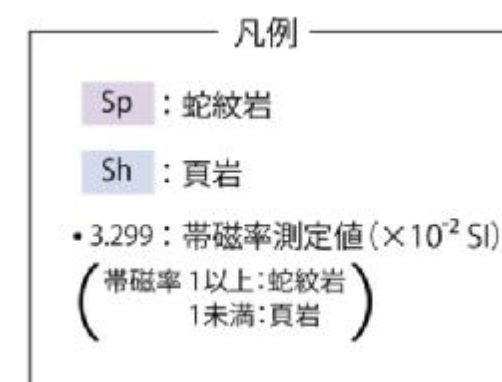 凡例
Sp：蛇紋岩
Sh：頁岩
・3.299：帯磁率測定値(×10⁻² SI)
(帯磁率 1以上:蛇紋岩
1未満:頁岩)